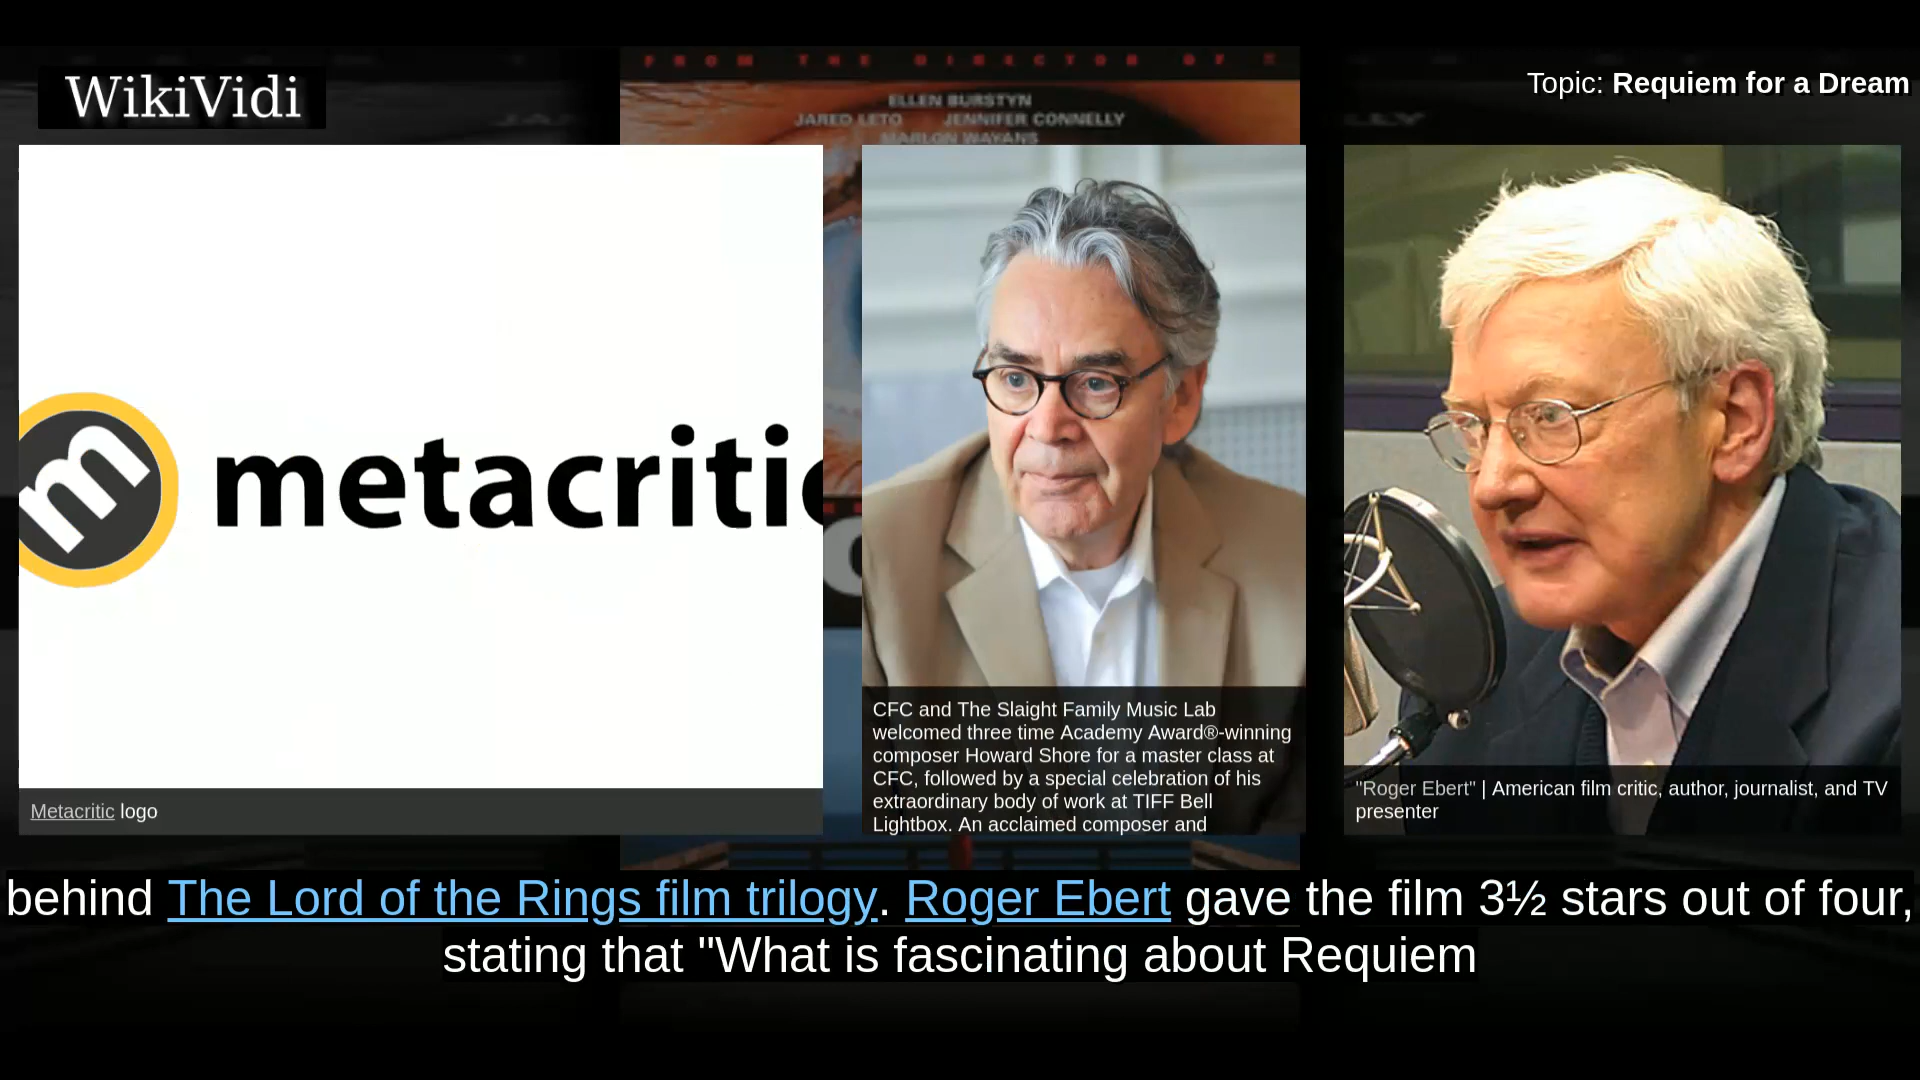 FROM THE DIRECTOR OF π
WikiVidi
Topic: Requiem for a Dream
ELLEN BURSTYN
JARED LETO JENNIFER CONNELLY
MARLON WAYANS
m metacritic
CFC and The Slaight Family Music Lab
welcomed three time Academy Award®-winning
composer Howard Shore for a master class at
CFC, followed by a special celebration of his
extraordinary body of work at TIFF Bell
Lightbox. An acclaimed composer and
"Roger Ebert" | American film critic, author, journalist, and TV
presenter
Metacritic logo
behind The Lord of the Rings film trilogy. Roger Ebert gave the film 3½ stars out of four,
stating that "What is fascinating about Requiem